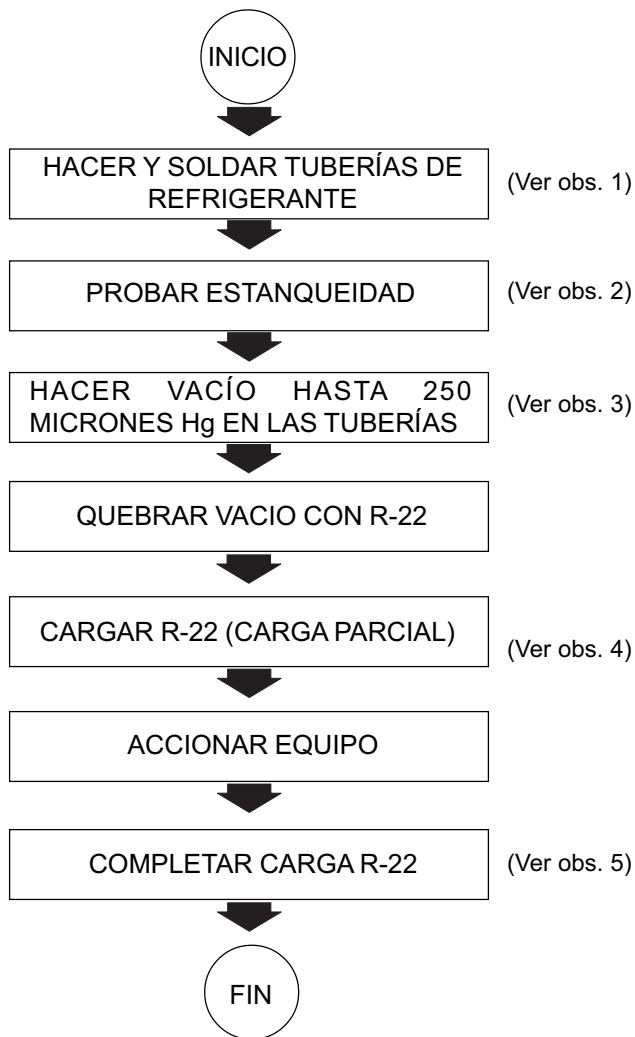 INICIO
HACER Y SOLDAR TUBERÍAS DE
REFRIGERANTE
(Ver obs. 1)
PROBAR ESTANQUEIDAD
(Ver obs. 2)
HACER VACÍO HASTA 250
MICRONES Hg EN LAS TUBERÍAS
(Ver obs. 3)
QUEBRAR VACIO CON R-22
CARGAR R-22 (CARGA PARCIAL)
(Ver obs. 4)
ACCIONAR EQUIPO
COMPLETAR CARGA R-22
(Ver obs. 5)
FIN